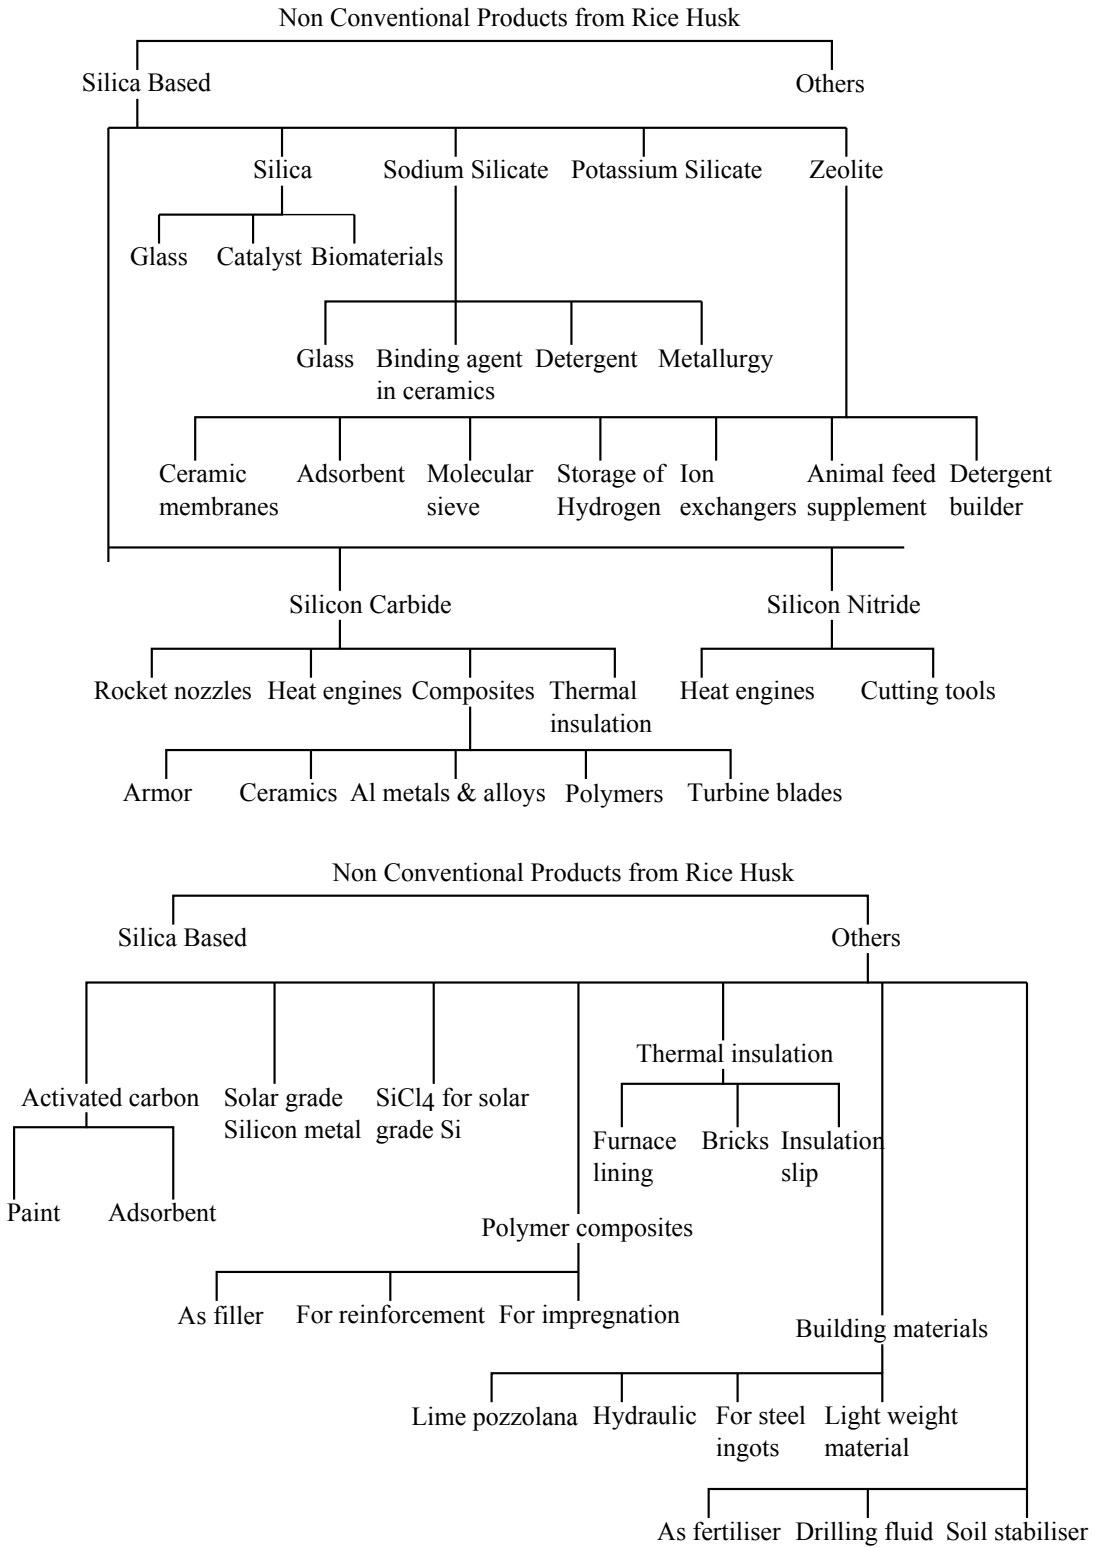 Non Conventional Products from Rice Husk
Silica Based
Others
Silica
Sodium Silicate
Potassium Silicate
Zeolite
Glass
Catalyst
Biomaterials
Glass
Binding agent
in ceramics
Detergent
Metallurgy
Ceramic
membranes
Adsorbent
Molecular
sieve
Storage of
Hydrogen
Ion
exchangers
Animal feed
supplement
Detergent
builder
Silicon Carbide
Silicon Nitride
Rocket nozzles
Heat engines
Composites
Thermal
insulation
Heat engines
Cutting tools
Armor
Ceramics
Al metals & alloys
Polymers
Turbine blades
Non Conventional Products from Rice Husk
Silica Based
Others
Thermal insulation
Activated carbon
Solar grade
Silicon metal
SiCl4 for solar
grade Si
Furnace
lining
Bricks
Insulation
slip
Paint
Adsorbent
Polymer composites
As filler
For reinforcement
For impregnation
Building materials
Lime pozzolana
Hydraulic
For steel
ingots
Light weight
material
As fertiliser
Drilling fluid
Soil stabiliser